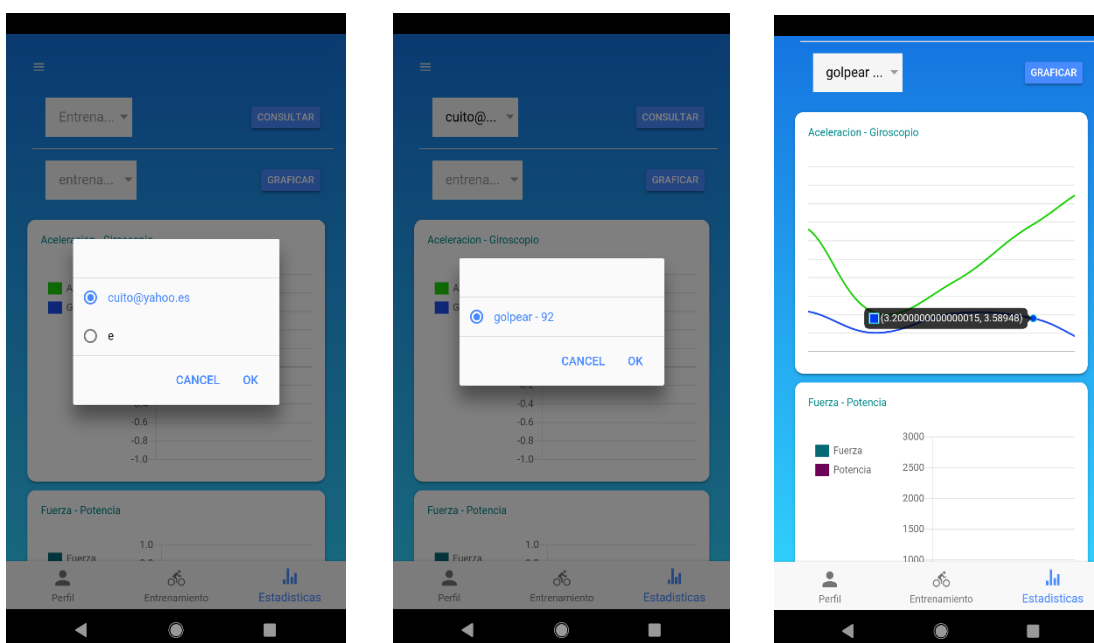 Entrena...
CONSULTAR
entrena...
GRAFICAR
cuito@yahoo.es
e
CANCEL OK
-0.6
-0.8
-1.0
Fuerza - Potencia
1.0
Fuerza
Perfil Entrenamiento Estadisticas
cuito@...
CONSULTAR
entrena...
GRAFICAR
Aceleracion - Giroscopio
golpear - 92
CANCEL OK
-0.4
-0.6
-0.8
-1.0
Fuerza - Potencia
1.0
Fuerza
Perfil Entrenamiento Estadisticas
golpear ...
GRAFICAR
Aceleracion - Giroscopio
(3.2000000000000015, 3.58948)
Fuerza - Potencia
3000
Fuerza
Potencia
2500
2000
1500
1000
Perfil Entrenamiento Estadisticas